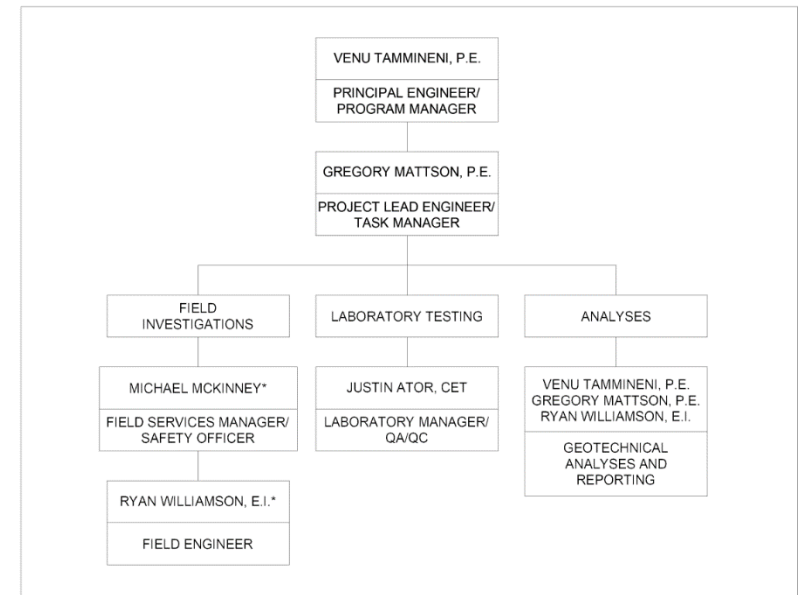 VENU TAMMINENI, P.E.
PRINCIPAL ENGINEER/
PROGRAM MANAGER
GREGORY MATTSON, P.E.
PROJECT LEAD ENGINEER/
TASK MANAGER
FIELD
INVESTIGATIONS
MICHAEL MCKINNEY*
FIELD SERVICES MANAGER/
SAFETY OFFICER
RYAN WILLIAMSON, E.I.*
FIELD ENGINEER
LABORATORY TESTING
JUSTIN ATOR, CET
LABORATORY MANAGER/
QA/QC
ANALYSES
VENU TAMMINENI, P.E.
GREGORY MATTSON, P.E.
RYAN WILLIAMSON, E.I.
GEOTECHNICAL
ANALYSES AND
REPORTING